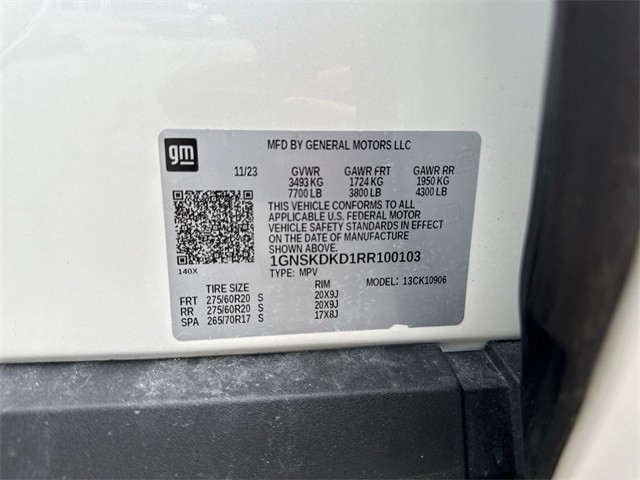 gm
MFD BY GENERAL MOTORS LLC
11/23 GVWR GAWR FRT GAWR RR
3493 KG 1724 KG 1950 KG
7700 LB 3800 LB 4300 LB
THIS VEHICLE CONFORMS TO ALL
APPLICABLE U.S. FEDERAL MOTOR
VEHICLE SAFETY STANDARDS IN EFFECT
ON THE DATE OF MANUFACTURE
SHOWN ABOVE.
1GNSKDKD1RR100103
140X
TYPE: MPV MODEL: 13CK10906
TIRE SIZE RIM
FRT 275/60R20 S 20X9J
RR 275/60R20 S 20X9J
SPA 265/70R17 S 17X8J